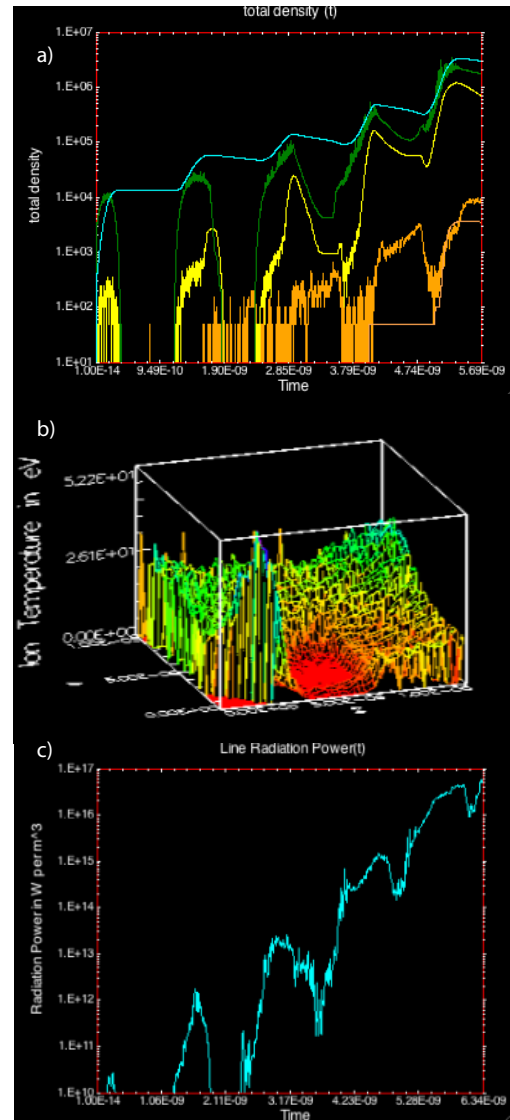 total density (t)
a)
1.E+07
1.E+06
1.E+05
1.E+04
1.E+03
1.E+02
1.E+01
total density
1.00E-14 9.49E-10 1.90E-09 2.85E-09 3.79E-09 4.74E-09 5.69E-09
Time
b)
Ion Temperature in eV
5.22E+01
2.61E+01
0.00E+00
c)
Line Radiation Power(t)
1.E+17
1.E+16
1.E+15
1.E+14
1.E+13
1.E+12
1.E+11
1.E+10
Radiation Power in W per m^3
1.00E-14 1.06E-09 2.11E-09 3.17E-09 4.23E-09 5.28E-09 6.34E-09
Time